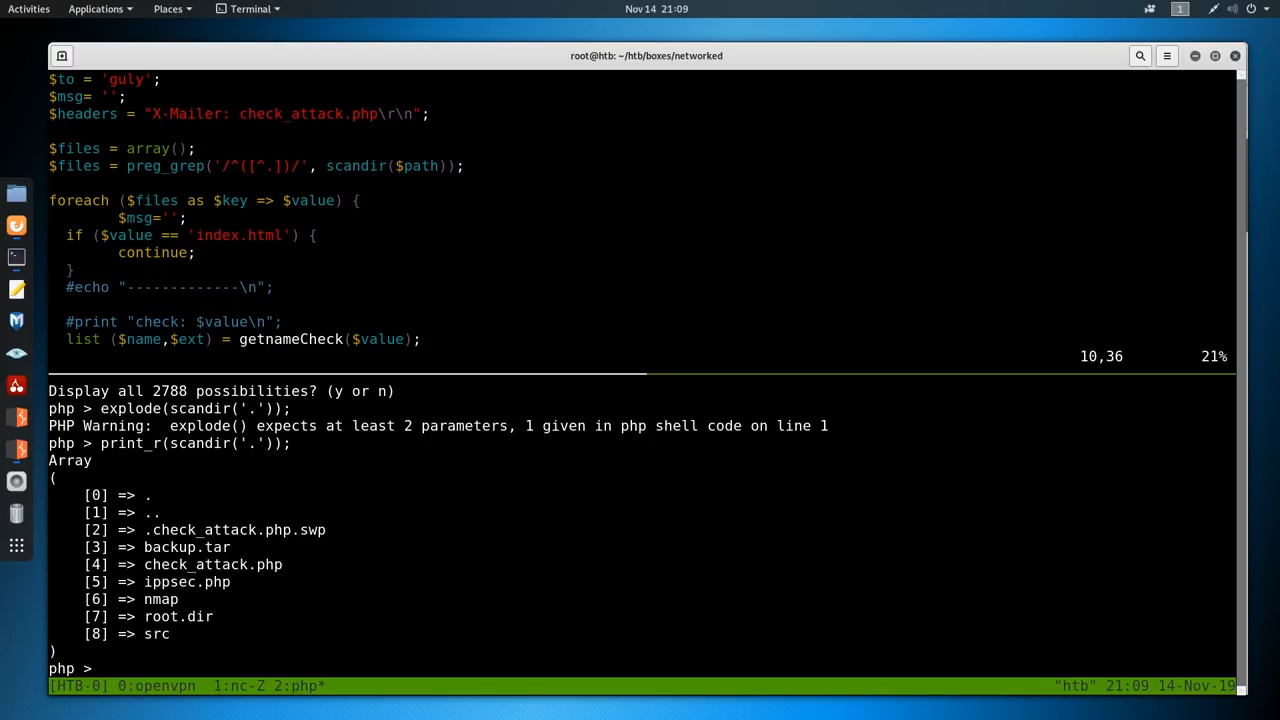 Activities Applications Places Terminal Nov 14 21:09 1
root@htb: ~/htb/boxes/networked
$to = 'guly';
$msg= '';
$headers = "X-Mailer: check_attack.php\r\n";
$files = array();
$files = preg_grep('/^([^.])/', scandir($path));
foreach ($files as $key => $value) {
        $msg='';
  if ($value == 'index.html') {
        continue;
  }
  #echo "-------------\n";
  #print "check: $value\n";
  list ($name,$ext) = getnameCheck($value);
10,36 21%
Display all 2788 possibilities? (y or n)
php > explode(scandir('.'));
PHP Warning:  explode() expects at least 2 parameters, 1 given in php shell code on line 1
php > print_r(scandir('.'));
Array
(
    [0] => .
    [1] => ..
    [2] => .check_attack.php.swp
    [3] => backup.tar
    [4] => check_attack.php
    [5] => ippsec.php
    [6] => nmap
    [7] => root.dir
    [8] => src
)
php >
[HTB-0] 0:openvpn  1:nc-Z 2:php* "htb" 21:09 14-Nov-19